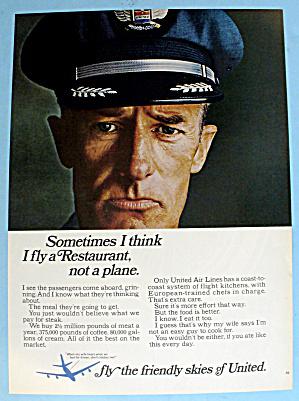 Sometimes I think
I fly a Restaurant,
not a plane.
I see the passengers come aboard, grin-
ning. And I know what they're thinking
about.
The meal they're going to get.
You just wouldn't believe what we
pay for steak.
We buy 2½ million pounds of meat a
year, 375,000 pounds of coffee. 80,000 gal-
lons of cream. All of it the best on the
market.
Only United Air Lines has a coast-to-
coast system of flight kitchens, with
European-trained chefs in charge.
That's extra care.
Sure it's more effort that way.
But the food is better.
I know. I eat it too.
I guess that's why my wife says I'm
not an easy guy to cook for.
You wouldn't be either, if you ate like
this every day.
fly the friendly skies of United.